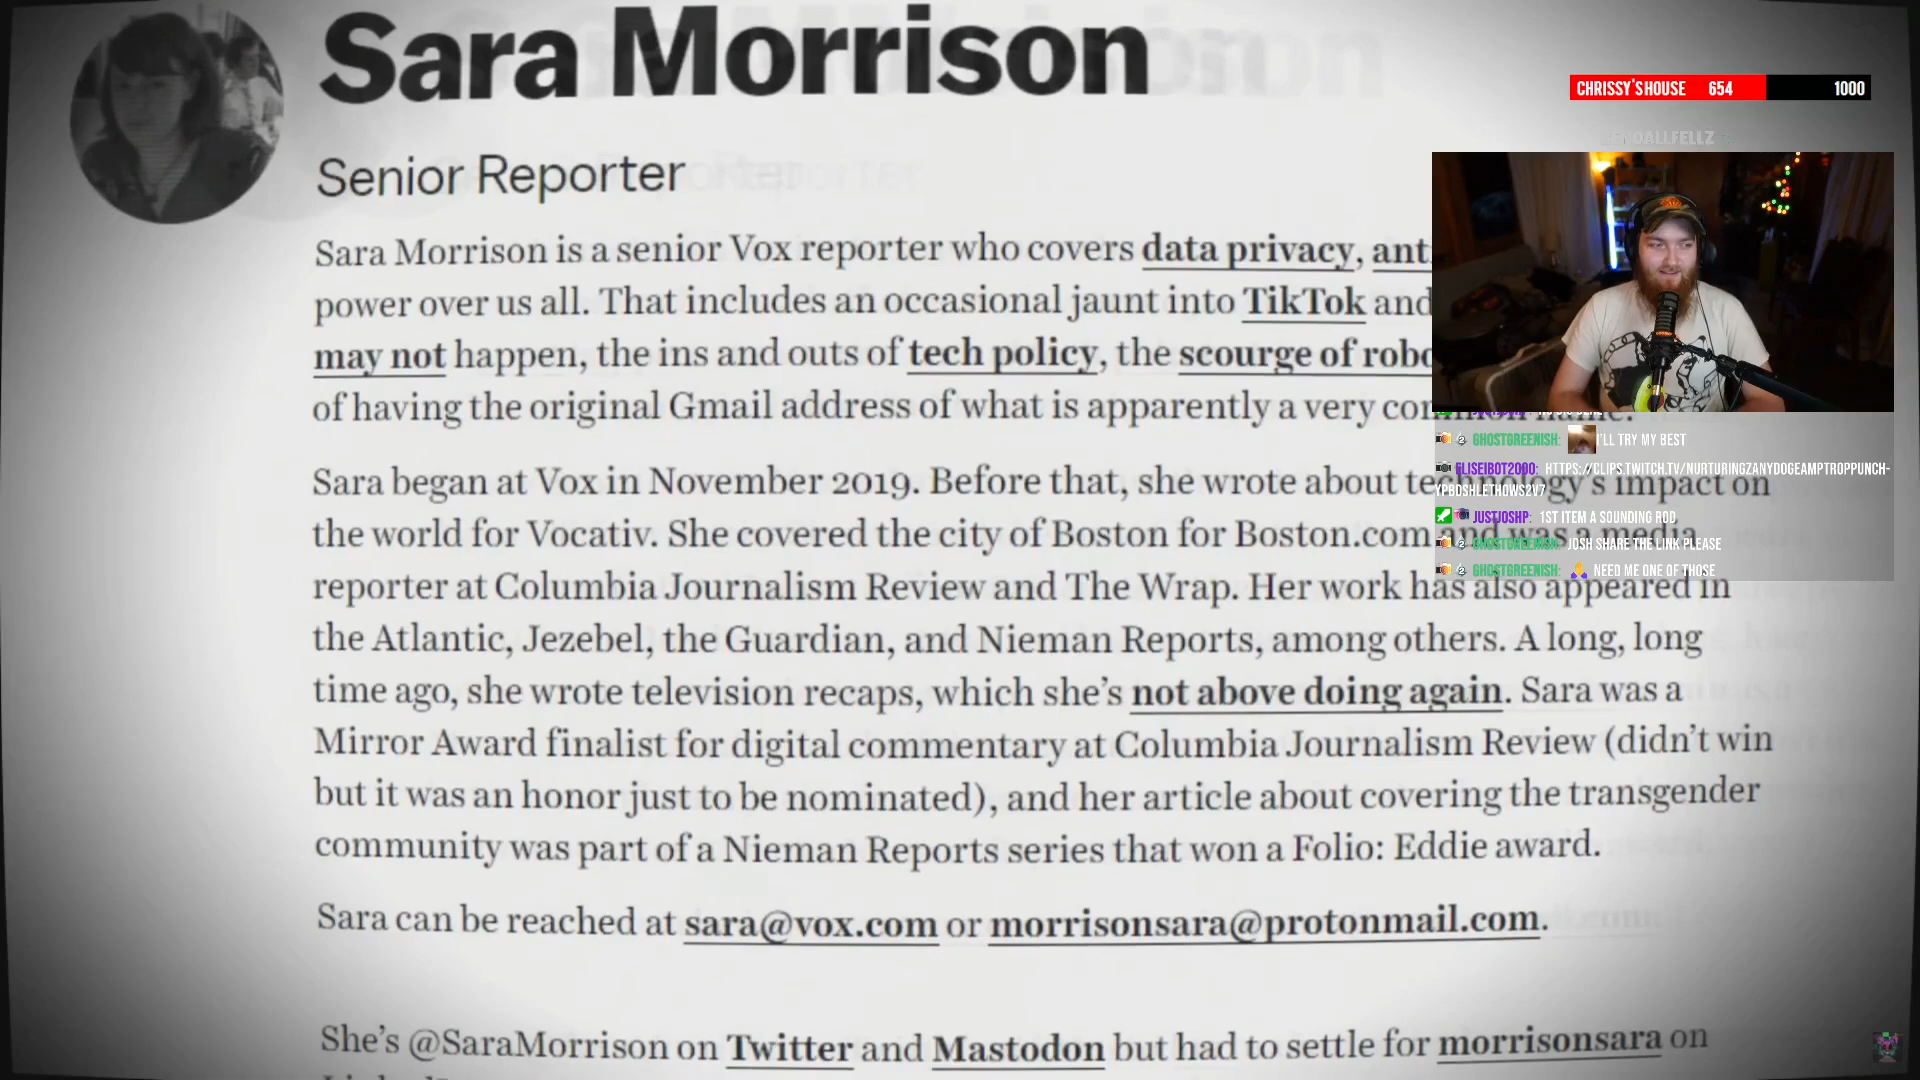 Sara Morrison
Senior Reporter
Sara Morrison is a senior Vox reporter who covers data privacy,
power over us all. That includes an occasional jaunt into TikTok and
may not happen, the ins and outs of tech policy, the scourge of
of having the original Gmail address of what is apparently a very
Sara began at Vox in November 2019. Before that, she wrote about technology's impact on
the world for Vocativ. She covered the city of Boston for Boston.com and was a media
reporter at Columbia Journalism Review and The Wrap. Her work has also appeared in
the Atlantic, Jezebel, the Guardian, and Nieman Reports, among others. A long, long
time ago, she wrote television recaps, which she's not above doing again. Sara was a
Mirror Award finalist for digital commentary at Columbia Journalism Review (didn't win
but it was an honor just to be nominated), and her article about covering the transgender
community was part of a Nieman Reports series that won a Folio: Eddie award.
Sara can be reached at sara@vox.com or morrisonsara@protonmail.com.
She's @SaraMorrison on Twitter and Mastodon but had to settle for morrisonsara on
CHRISSY'S HOUSE 654 1000
GHOSTGREENISH: I'LL TRY MY BEST
ELISEIBOT2000: HTTPS://CLIPS.TWITCH.TV/NURTURINGZANYDOGEAMPTROPPUNCH-
YPBDSHLETHOWS2V7
JUSTJOSHP: 1ST ITEM A SOUNDING ROD
GHOSTGREENISH: JOSH SHARE THE LINK PLEASE
GHOSTGREENISH: NEED ME ONE OF THOSE